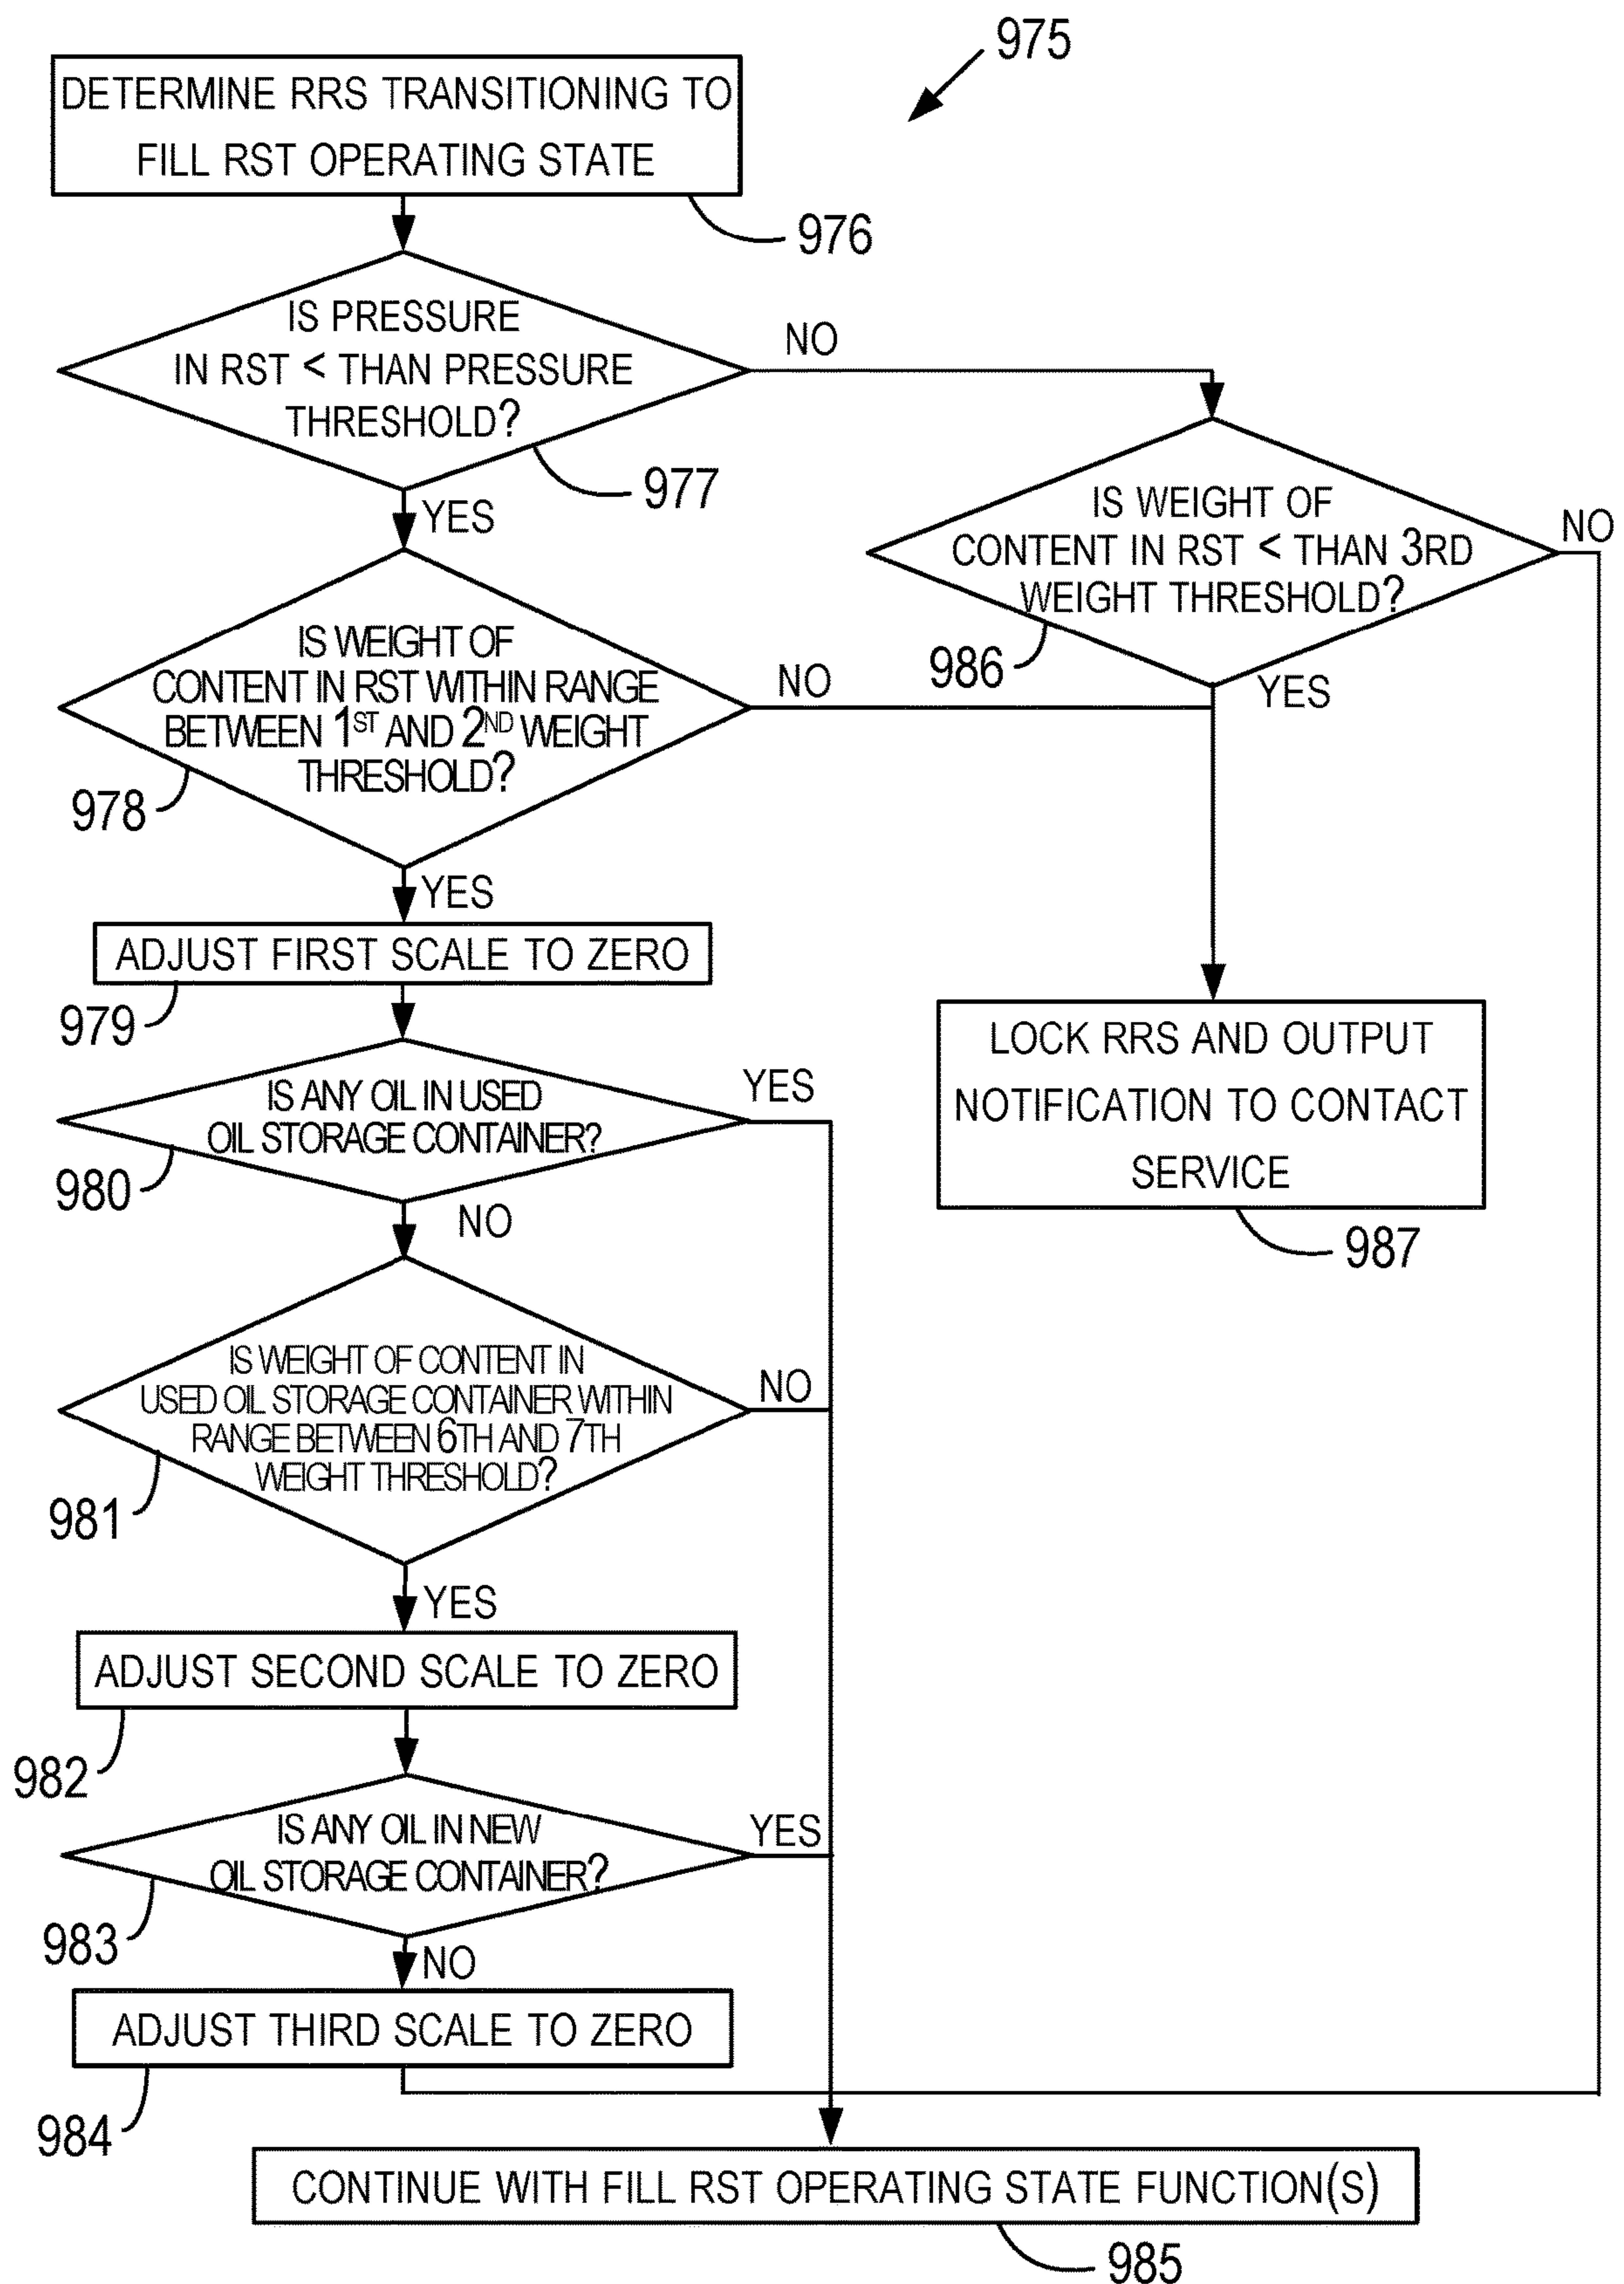 975
DETERMINE RRS TRANSITIONING TO
FILL RST OPERATING STATE
976
IS PRESSURE
IN RST < THAN PRESSURE
THRESHOLD?
NO
977
YES
IS WEIGHT OF
CONTENT IN RST < THAN 3RD
WEIGHT THRESHOLD?
NO
986
YES
IS WEIGHT OF
CONTENT IN RST WITHIN RANGE
BETWEEN 1ST AND 2ND WEIGHT
THRESHOLD?
NO
978
YES
ADJUST FIRST SCALE TO ZERO
979
LOCK RRS AND OUTPUT
NOTIFICATION TO CONTACT
SERVICE
987
IS ANY OIL IN USED
OIL STORAGE CONTAINER?
YES
980
NO
IS WEIGHT OF CONTENT IN
USED OIL STORAGE CONTAINER WITHIN
RANGE BETWEEN 6TH AND 7TH
WEIGHT THRESHOLD?
NO
981
YES
ADJUST SECOND SCALE TO ZERO
982
IS ANY OIL IN NEW
OIL STORAGE CONTAINER?
YES
983
NO
ADJUST THIRD SCALE TO ZERO
984
CONTINUE WITH FILL RST OPERATING STATE FUNCTION(S)
985